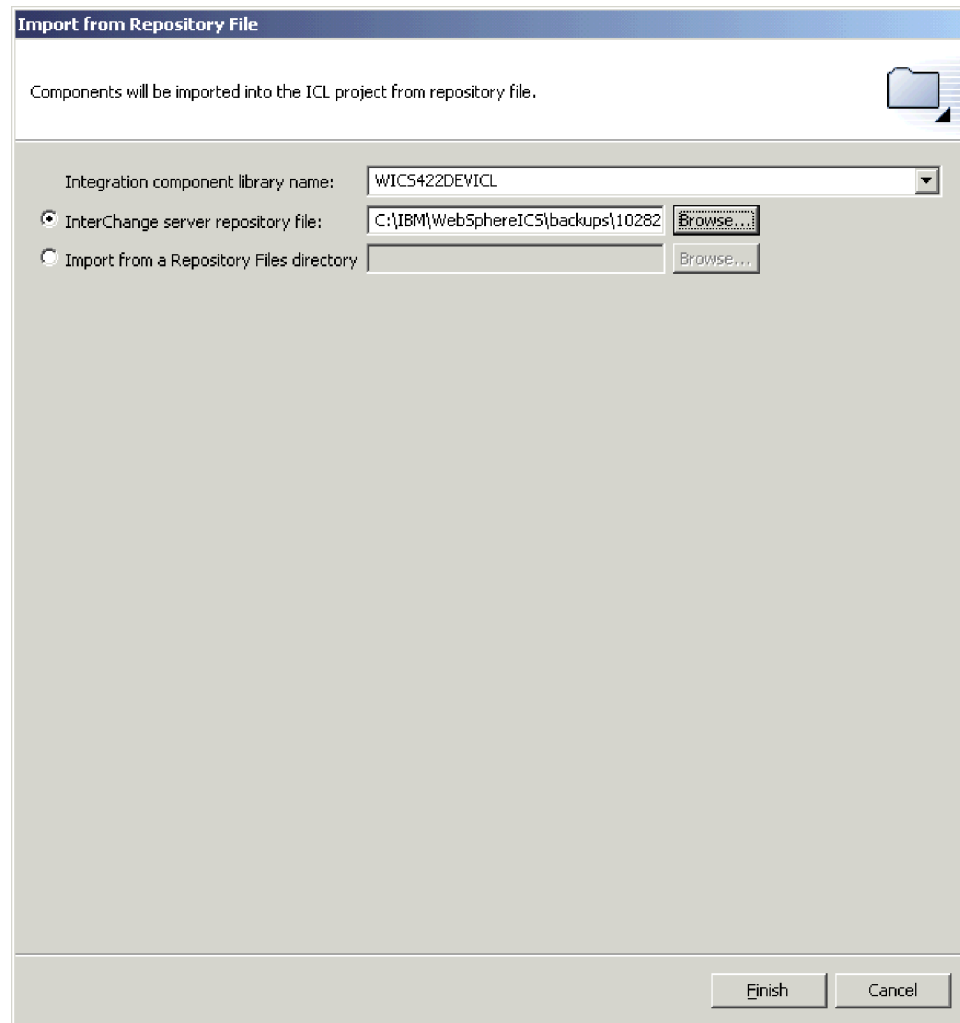 Import from Repository File
Components will be imported into the ICL project from repository file.
Integration component library name: WICS422DEVICL
InterChange server repository file: C:\IBM\WebSphereICS\backups\10282 Browse...
Import from a Repository Files directory Browse...
Finish Cancel